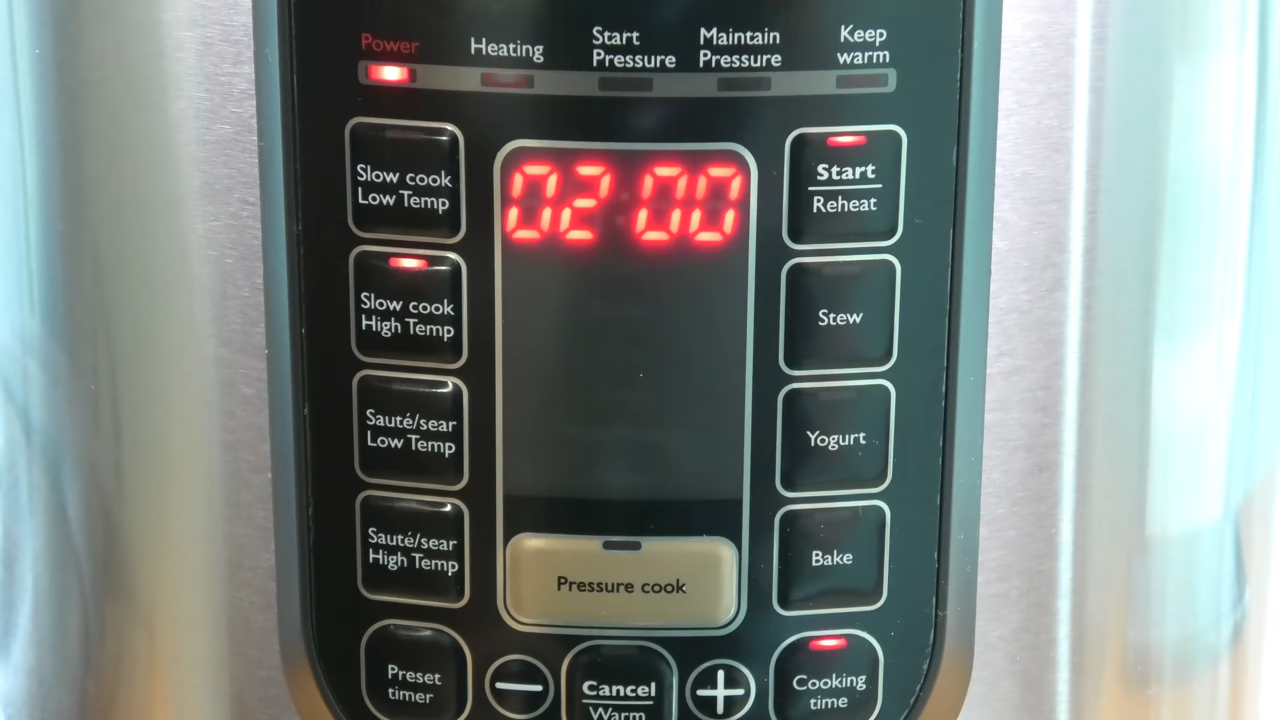 Power
Heating
Start
Pressure
Maintain
Pressure
Keep
warm
Slow cook
Low Temp
02:00
Start
Reheat
Slow cook
High Temp
Stew
Sauté/sear
Low Temp
Yogurt
Sauté/sear
High Temp
Bake
Pressure cook
Preset
timer
−
Cancel
Warm
+
Cooking
time